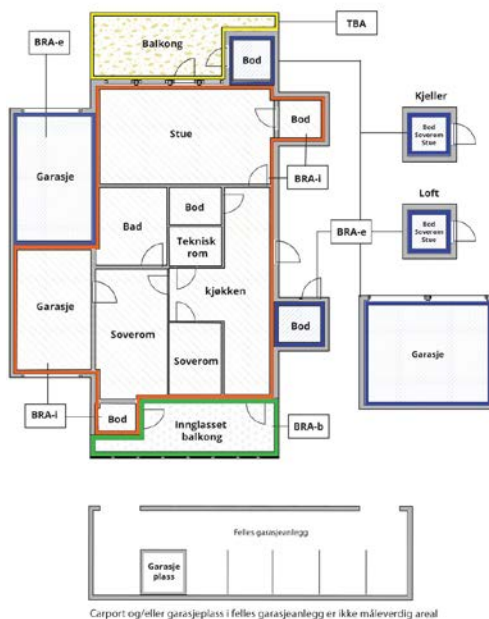 TBA
BRA-e
Balkong
Bod
Kjeller
Bod
Soverom
Stue
Stue
Bod
Garasje
BRA-i
Loft
Bod
Soverom
Stue
Bad
Bod
Teknisk
rom
BRA-e
Garasje
kjøkken
Soverom
Bod
Garasje
Soverom
BRA-i
Bod
Innglasset
balkong
BRA-b
Felles garasjeanlegg
Garasje
plass
Carport og/eller garasjeplass i felles garasjeanlegg er ikke måleverdig areal